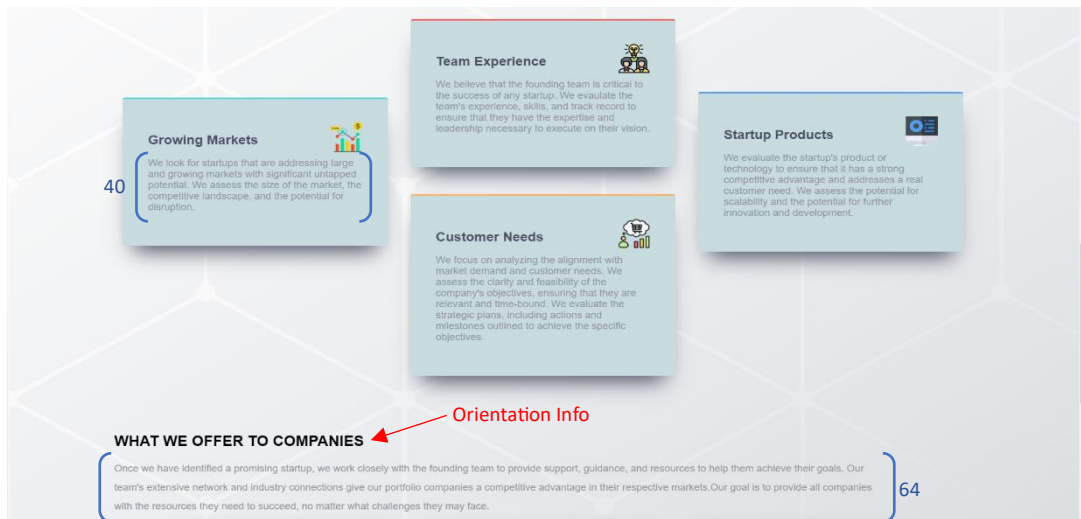 Team Experience
We beileve that the founding team is critical to
the success of any startup. We evaulate the
team's experience, skills, and track record to
ensure that they have the expertise and
leadership necessary to execute on their vision.
Growing Markets
We look for startups that are addressing large
and growing markets with significant untapped
potential. We assess the size of the market, the
competitive landscape, and the potential for
disruption.
40
Startup Products
We evaluate the startup's product or
technology to ensure that it has a strong
competitive advantage and addresses a real
customer need. We assess the potential for
scalability and the potential for further
innovation and development.
Customer Needs
We focus on analyzing the alignment with
market demand and customer needs. We
assess the clarity and feasibility of the
company's objectives, ensuring that they are
relevant and time-bound. We evaluate the
strategic plans, including actions and
milestones outlined to achieve the specific
objectives.
Orientation Info
WHAT WE OFFER TO COMPANIES
Once we have identified a promising startup, we work closely with the founding team to provide support, guidance, and resources to help them achieve their goals. Our
team's extensive network and industry connections give our portfolio companies a competitive advantage in their respective markets.Our goal is to provide all companies
with the resources they need to succeed, no matter what challenges they may face.
64